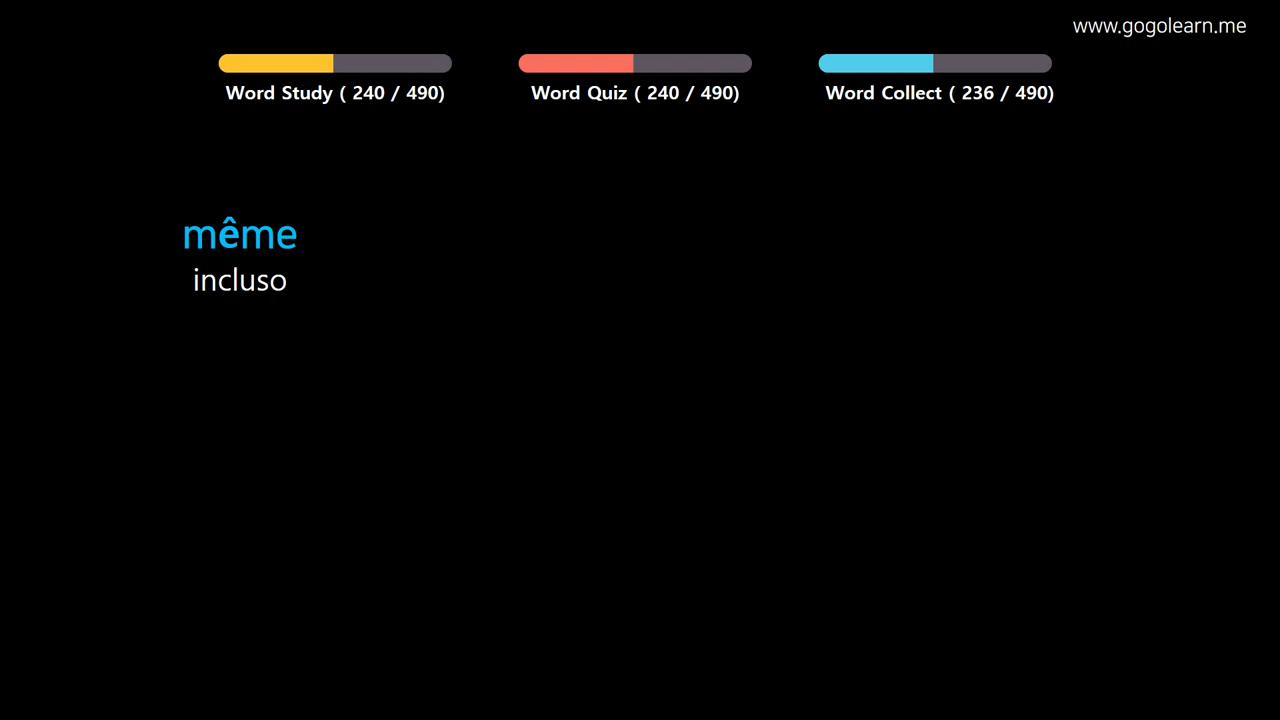 www.gogolearn.me
Word Study ( 240 / 490)
Word Quiz ( 240 / 490)
Word Collect ( 236 / 490)
même
incluso